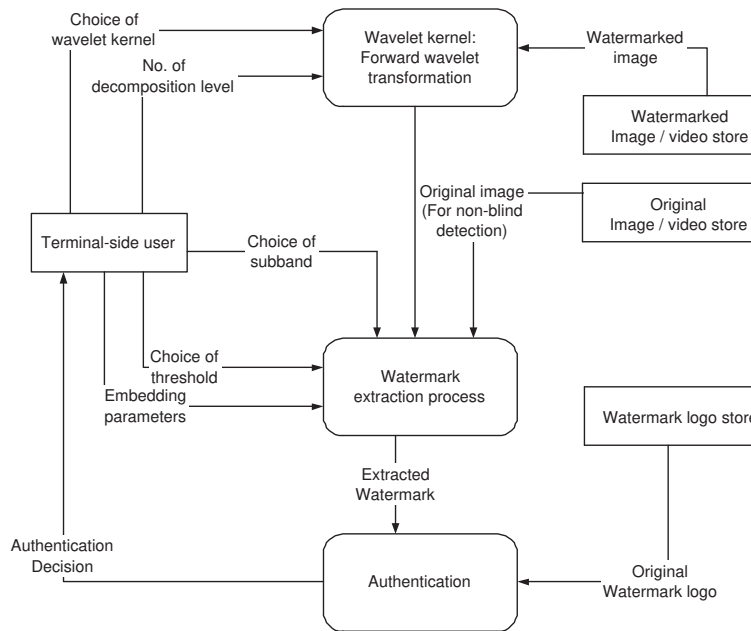 Choice of
wavelet kernel
Wavelet kernel:
Forward wavelet
transformation
Watermarked
image
No. of
decomposition level
Watermarked
Image / video store
Original image
(For non-blind
detection)
Original
Image / video store
Terminal-side user
Choice of
subband
Choice of
threshold
Embedding
parameters
Watermark
extraction process
Watermark logo store
Extracted
Watermark
Authentication
Decision
Authentication
Original
Watermark logo